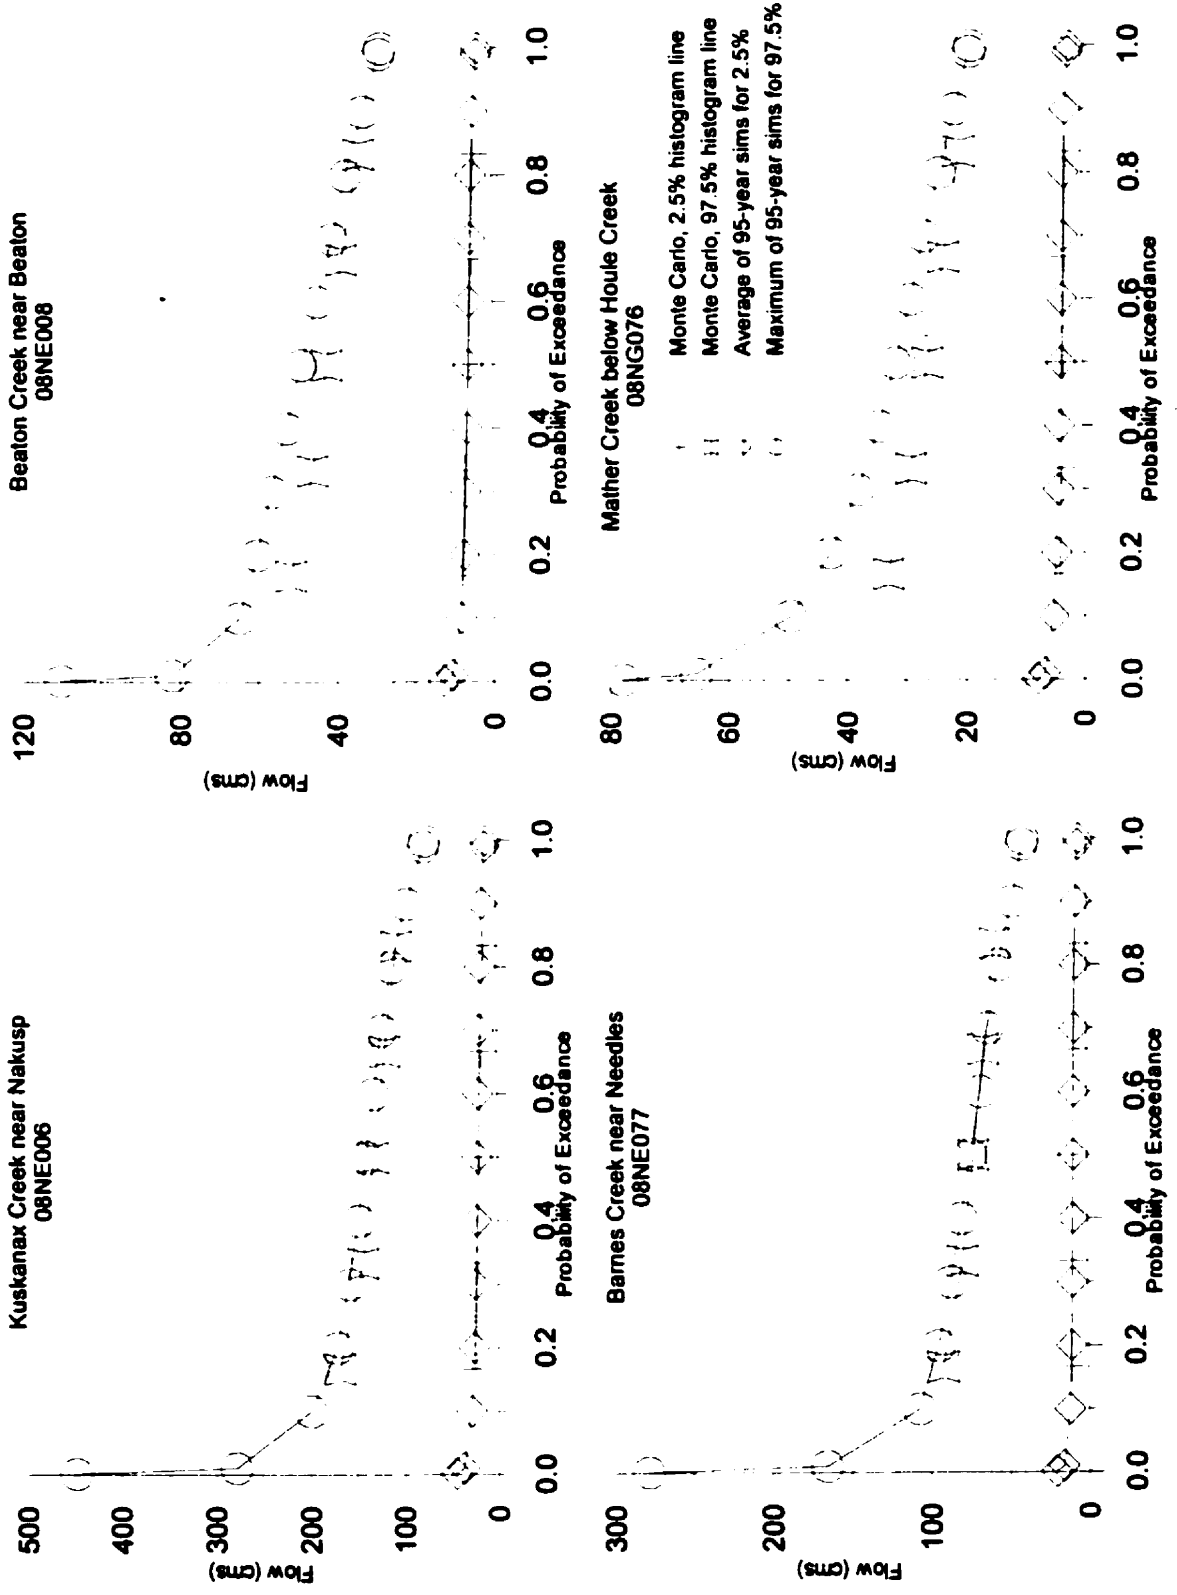 Kuskanax Creek near Nakusp
08NE006
Flow (cms)
500
400
300
200
100
0
0.0
0.2
0.4
0.6
0.8
1.0
Probability of Exceedance
Beaton Creek near Beaton
08NE008
Flow (cms)
120
80
40
0
0.0
0.2
0.4
0.6
0.8
1.0
Probability of Exceedance
Barnes Creek near Needles
08NE077
Flow (cms)
300
200
100
0
0.0
0.2
0.4
0.6
0.8
1.0
Probability of Exceedance
Mather Creek below Houle Creek
08NG076
Monte Carlo, 2.5% histogram line
Monte Carlo, 97.5% histogram line
Average of 95-year sims for 2.5%
Maximum of 95-year sims for 97.5%
Flow (cms)
80
60
40
20
0
0.0
0.2
0.4
0.6
0.8
1.0
Probability of Exceedance